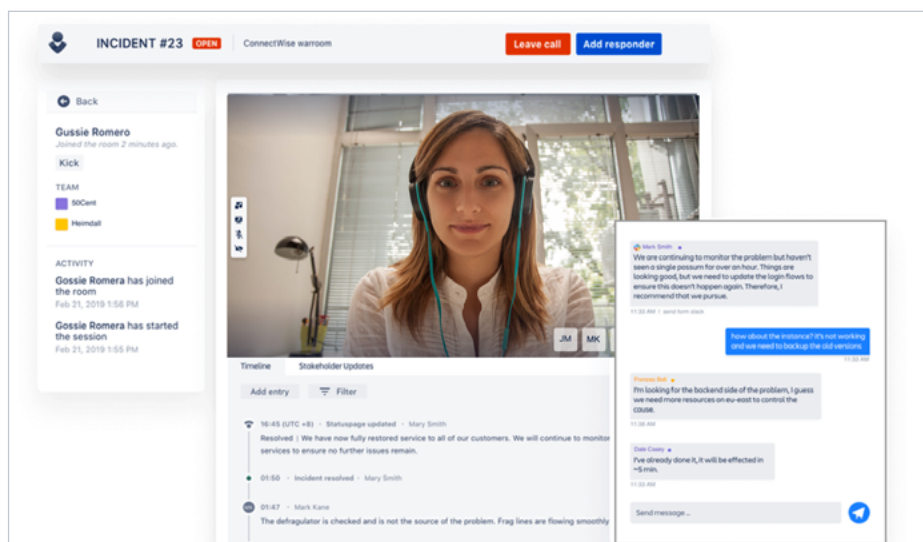 INCIDENT #23 OPEN ConnectWise warroom Leave call Add responder
Back
Gussie Romero
Joined the room 2 minutes ago.
Kick
TEAM
50Cent
Heimdall
ACTIVITY
Gossie Romera has joined
the room
Feb 21, 2019 1:56 PM
Gossie Romera has started
the session
Feb 21, 2019 1:55 PM
JM MK
Timeline Stakeholder Updates
Add entry Filter
16:45 (UTC +8) • Statuspage updated • Mary Smith
Resolved | We have now fully restored service to all of our customers. We will continue to monitor
services to ensure no further issues remain.
01:50 • Incident resolved • Mary Smith
01:47 • Mark Kane
The defragulator is checked and is not the source of the problem. Frag lines are flowing smoothly
Mark Smith
We are continuing to monitor the problem but haven't
seen a single possum for over an hour. Things are
looking good, but we need to update the login flows to
ensure this doesn't happen again. Therefore, I
recommend that we pursue.
11:33 AM / send form slack
how about the instance? it's not working
and we need to backup the old versions
11:33 AM
I'm looking for the backend side of the problem, I guess
we need more resources on eu-east to control the
cause.
11:38 AM
Dale Casey
I've already done it, it will be effected in
~5 min.
11:33 AM
Send message ...